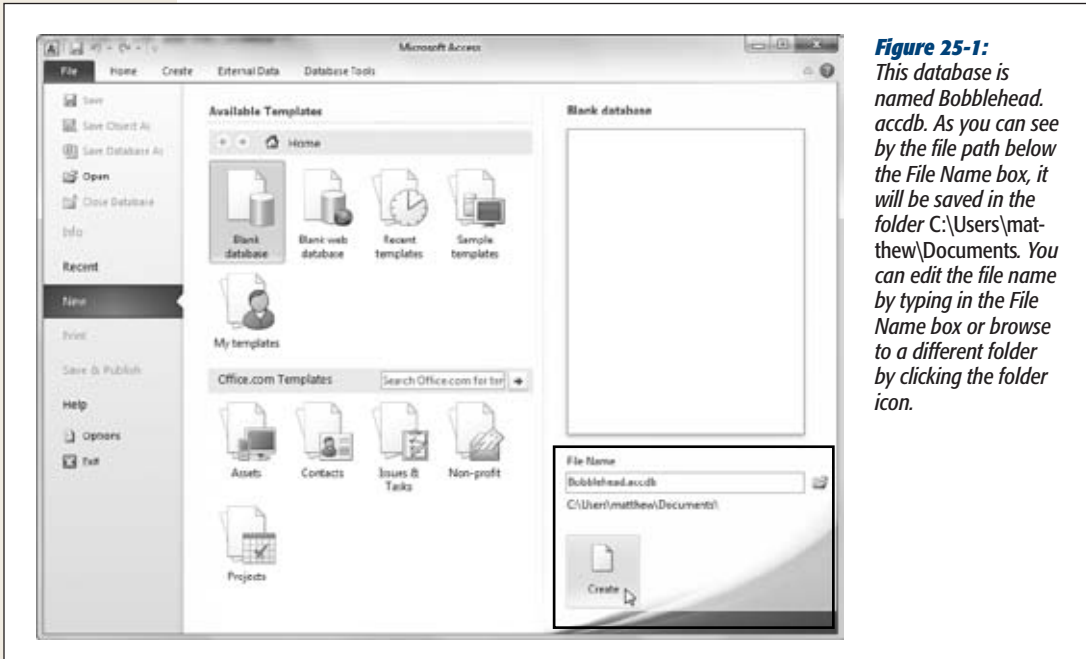 Microsoft Access
File Home Create External Data Database Tools
Save
Save Object As
Save Database As
Open
Close Database
Info
Recent
New
Print
Save & Publish
Help
Options
Exit
Available Templates
Home
Blank database
Blank web database
Recent templates
Sample templates
My templates
Office.com Templates
Search Office.com for tem
Assets
Contacts
Issues & Tasks
Non-profit
Projects
Blank database
File Name
Bobblehead.accdb
C:\Users\matthew\Documents\
Create
Figure 25-1:
This database is
named Bobblehead.
accdb. As you can see
by the file path below
the File Name box, it
will be saved in the
folder C:\Users\mat-
thew\Documents. You
can edit the file name
by typing in the File
Name box or browse
to a different folder
by clicking the folder
icon.